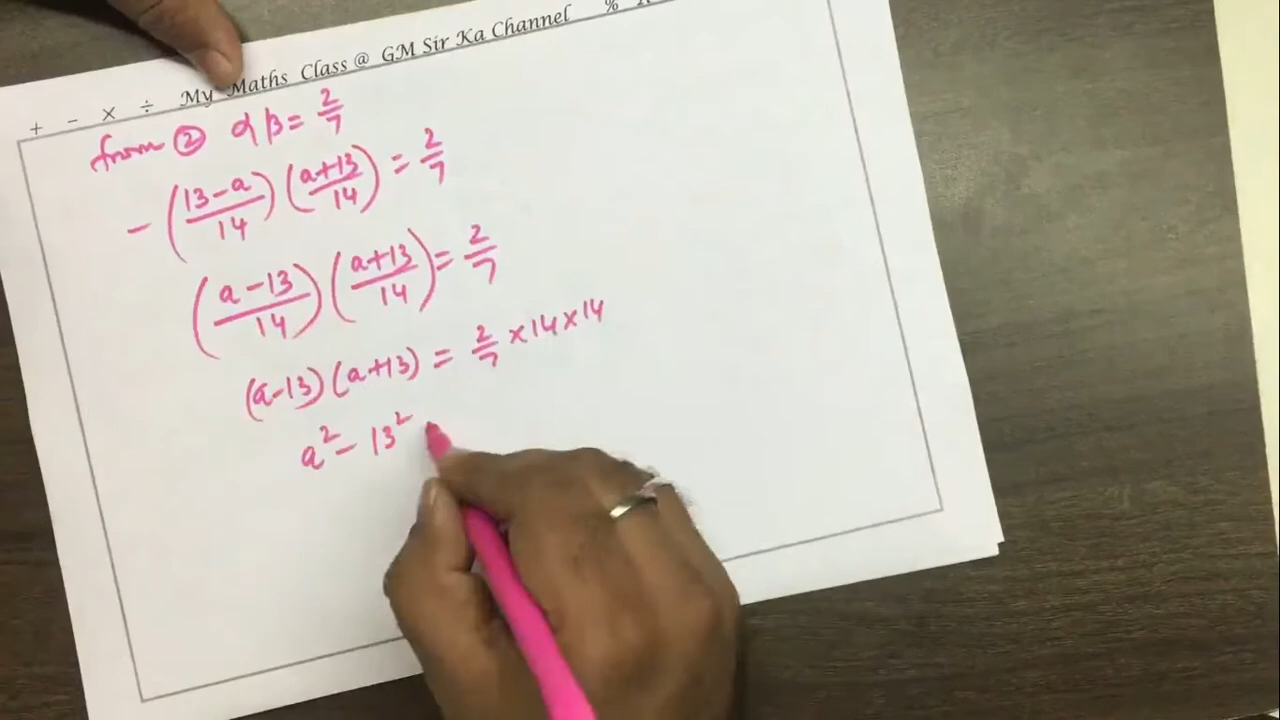 + - × ÷ My Maths Class @ GM Sir Ka Channel %
from ② αβ = 2/7
-((13-a)/14)((a+13)/14) = 2/7
((a-13)/14)((a+13)/14) = 2/7
(a-13)(a+13) = 2/7 × 14 × 14
a² - 13²